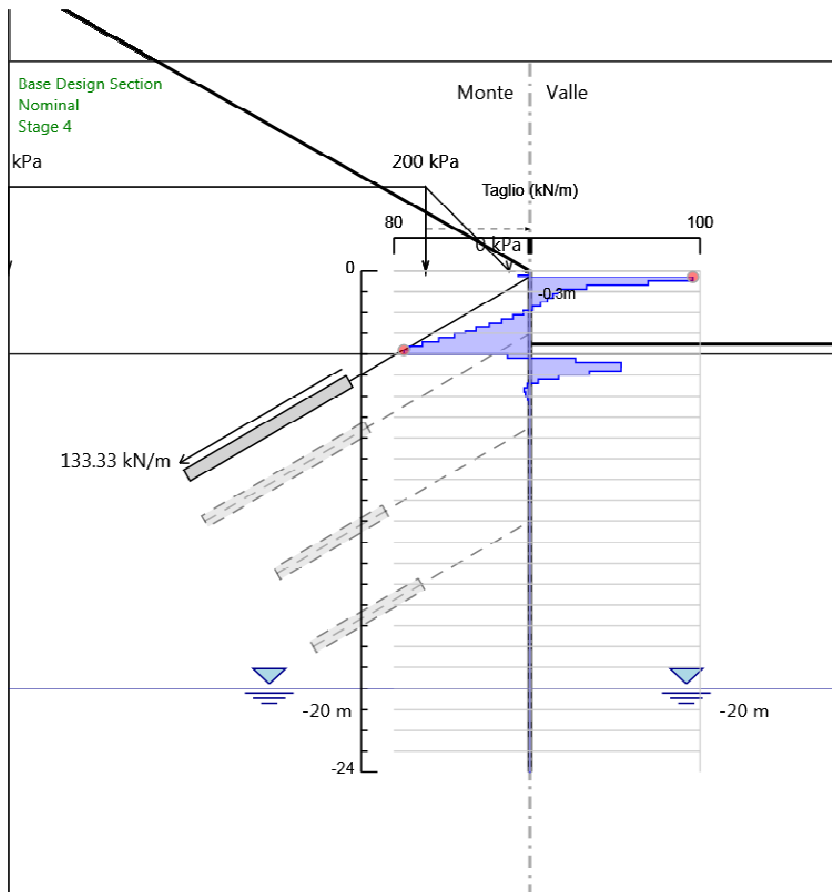 Base Design Section
Nominal
Stage 4
Monte
Valle
kPa
200 kPa
Taglio (kN/m)
80
100
0 kPa
0
-0.3m
133.33 kN/m
-20 m
-20 m
-24